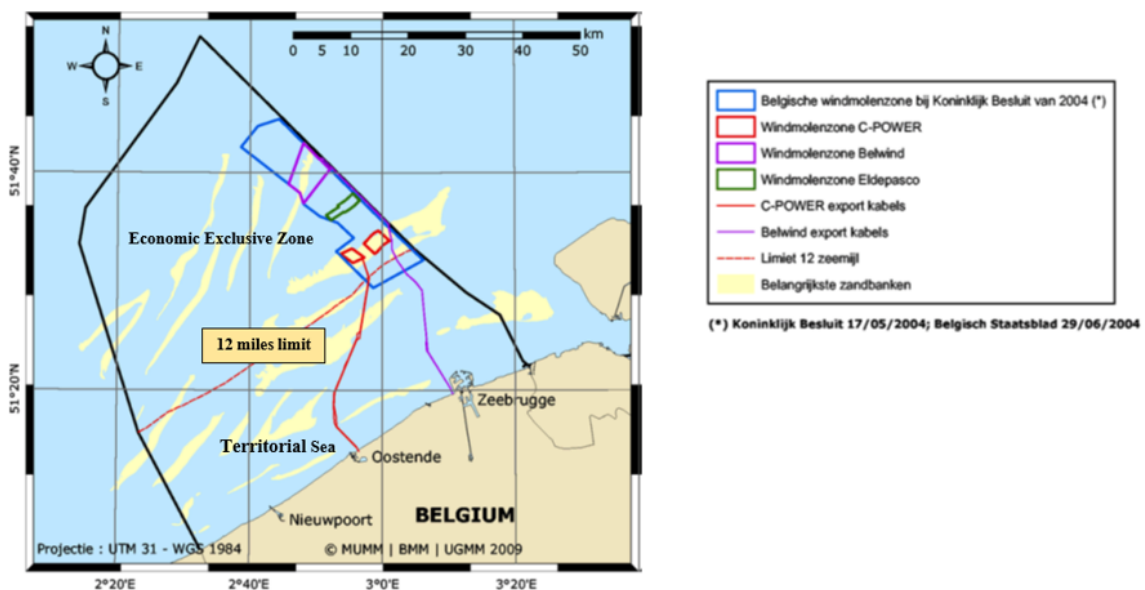 N
W E
S
km
0 5 10 20 30 40 50
51°40'N
51°20'N
Economic Exclusive Zone
12 miles limit
Territorial Sea
Zeebrugge
Oostende
Nieuwpoort
BELGIUM
Projectie : UTM 31 - WGS 1984
© MUMM | BMM | UGMM 2009
2°20'E 2°40'E 3°0'E 3°20'E
Belgische windmolenzone bij Koninklijk Besluit van 2004 (*)
Windmolenzone C-POWER
Windmolenzone Belwind
Windmolenzone Eldepasco
C-POWER export kabels
Belwind export kabels
Limiet 12 zeemijl
Belangrijkste zandbanken
(*) Koninklijk Besluit 17/05/2004; Belgisch Staatsblad 29/06/2004